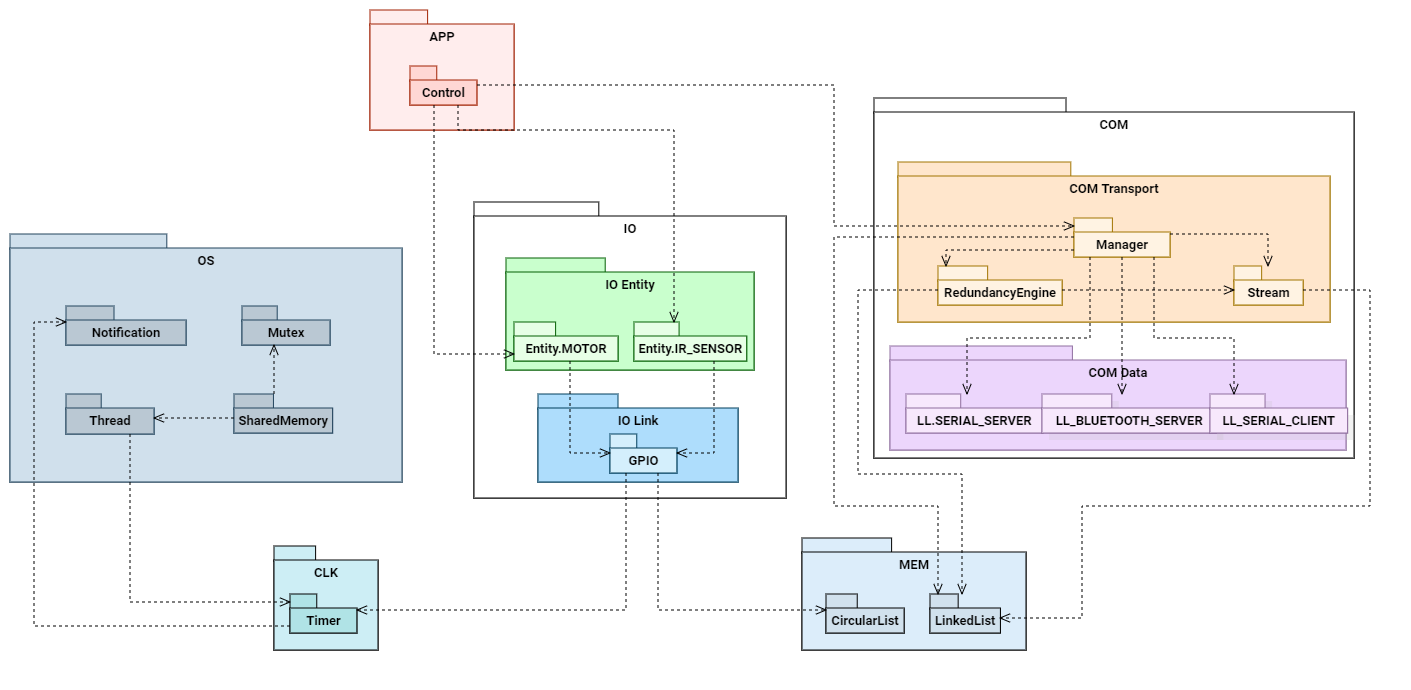 APP
Control
OS
Notification
Mutex
Thread
SharedMemory
IO
IO Entity
Entity.MOTOR
Entity.IR_SENSOR
IO Link
GPIO
COM
COM Transport
Manager
RedundancyEngine
Stream
COM Data
LL.SERIAL_SERVER
LL_BLUETOOTH_SERVER
LL_SERIAL_CLIENT
CLK
Timer
MEM
CircularList
LinkedList